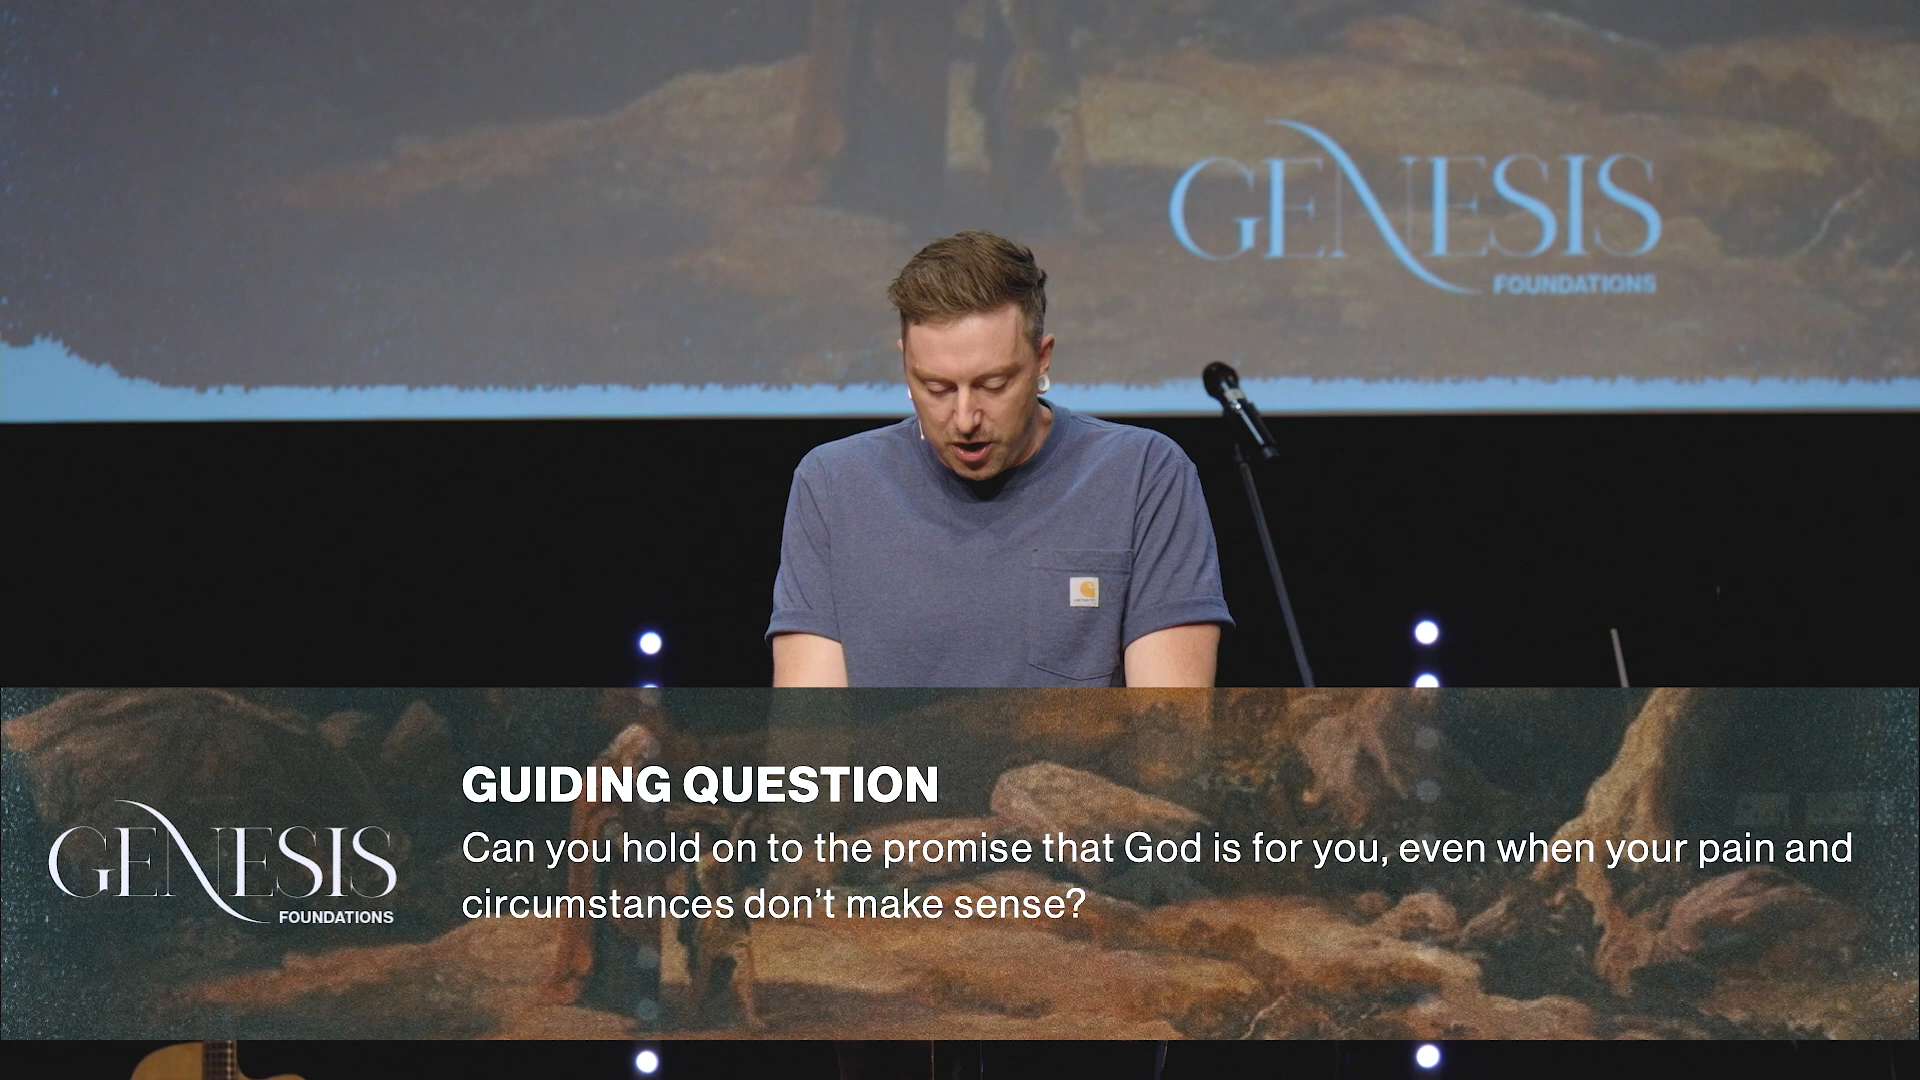 GENESIS
FOUNDATIONS
GUIDING QUESTION
Can you hold on to the promise that God is for you, even when your pain and
circumstances don’t make sense?
GENESIS
FOUNDATIONS